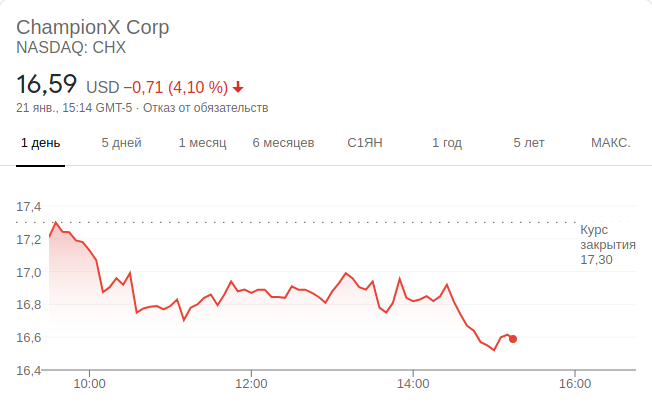 ChampionX Corp
NASDAQ: CHX
16,59 USD −0,71 (4,10 %)
21 янв., 15:14 GMT-5 · Отказ от обязательств
1 день 5 дней 1 месяц 6 месяцев С1ЯН 1 год 5 лет МАКС.
17,4
Курс
закрытия
17,30
17,2
17,0
16,8
16,6
16,4
10:00 12:00 14:00 16:00